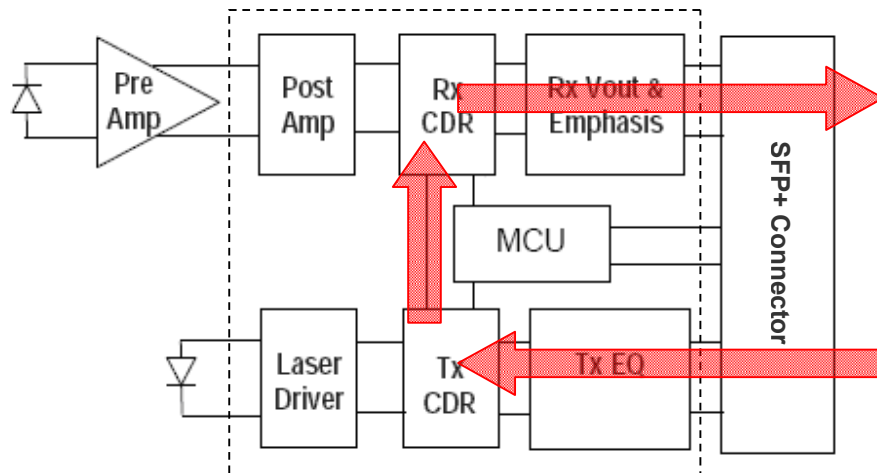 Pre
Amp
Post
Amp
Rx
CDR
Rx Vout &
Emphasis
SFP+ Connector
MCU
Laser
Driver
Tx
CDR
Tx EQ